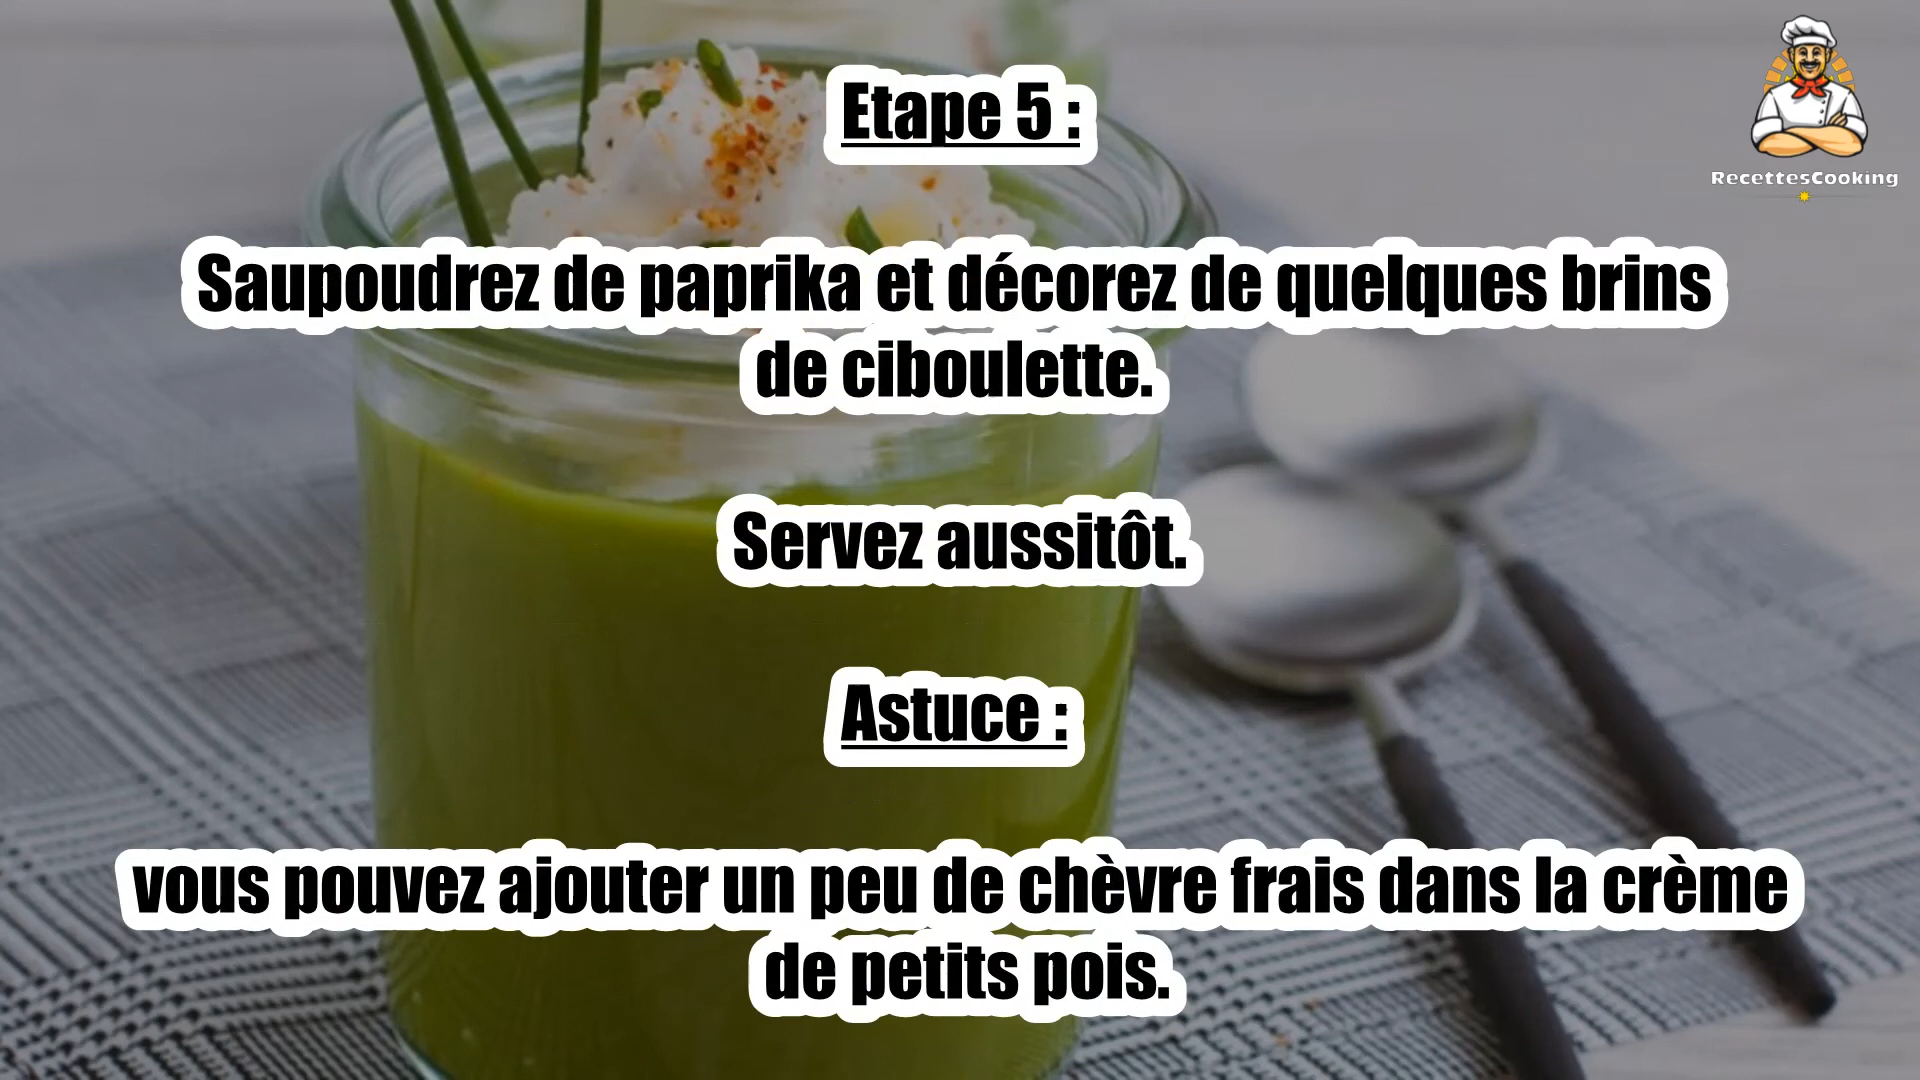 Etape 5 :
RecettesCooking
Saupoudrez de paprika et décorez de quelques brins
de ciboulette.
Servez aussitôt.
Astuce :
vous pouvez ajouter un peu de chèvre frais dans la crème
de petits pois.